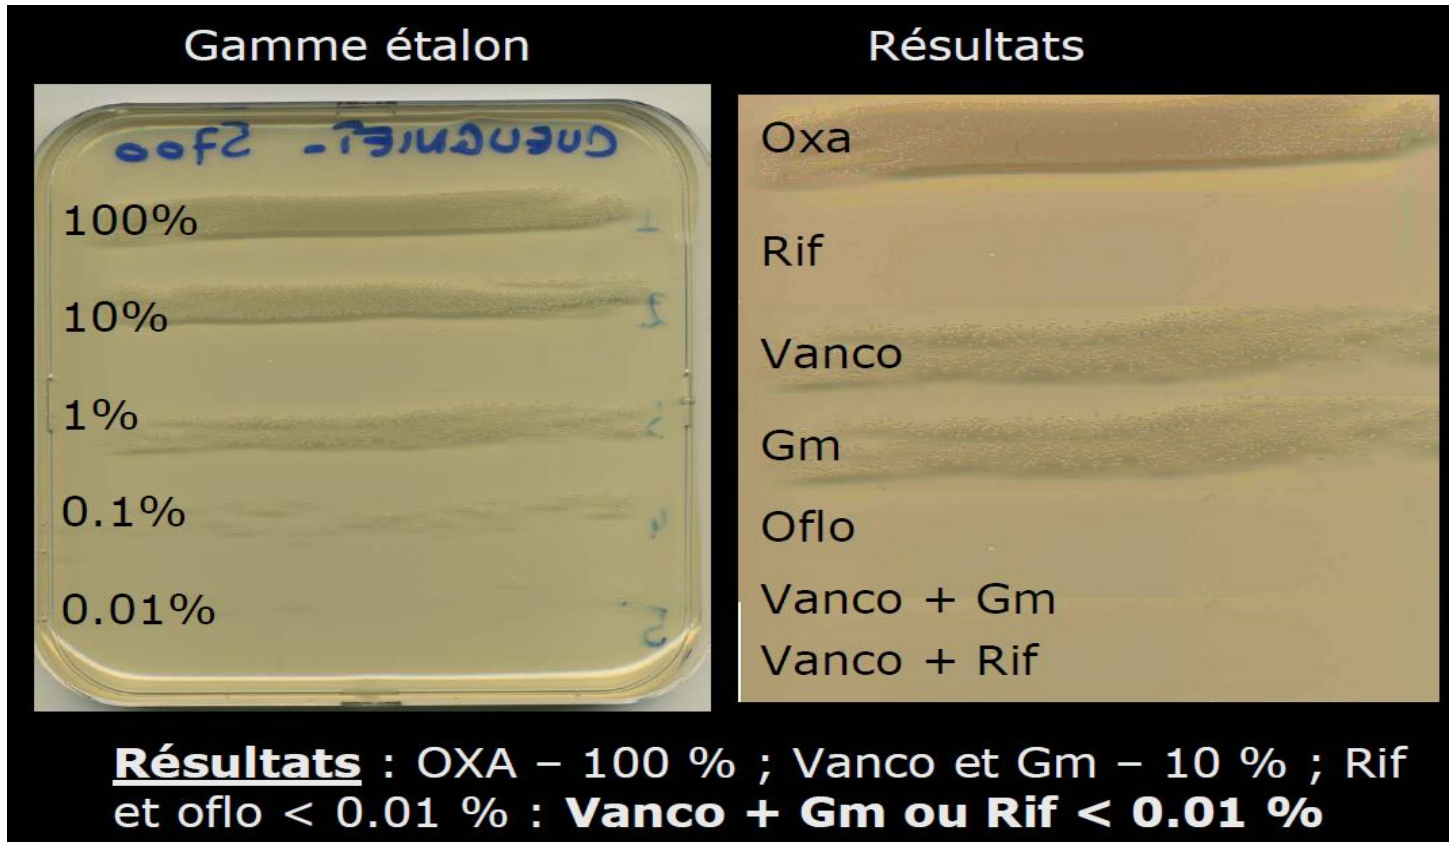 Gamme étalon
Résultats
100%
10%
1%
0.1%
0.01%
Oxa
Rif
Vanco
Gm
Oflo
Vanco + Gm
Vanco + Rif
Résultats : OXA – 100 % ; Vanco et Gm – 10 % ; Rif
et oflo < 0.01 % : Vanco + Gm ou Rif < 0.01 %